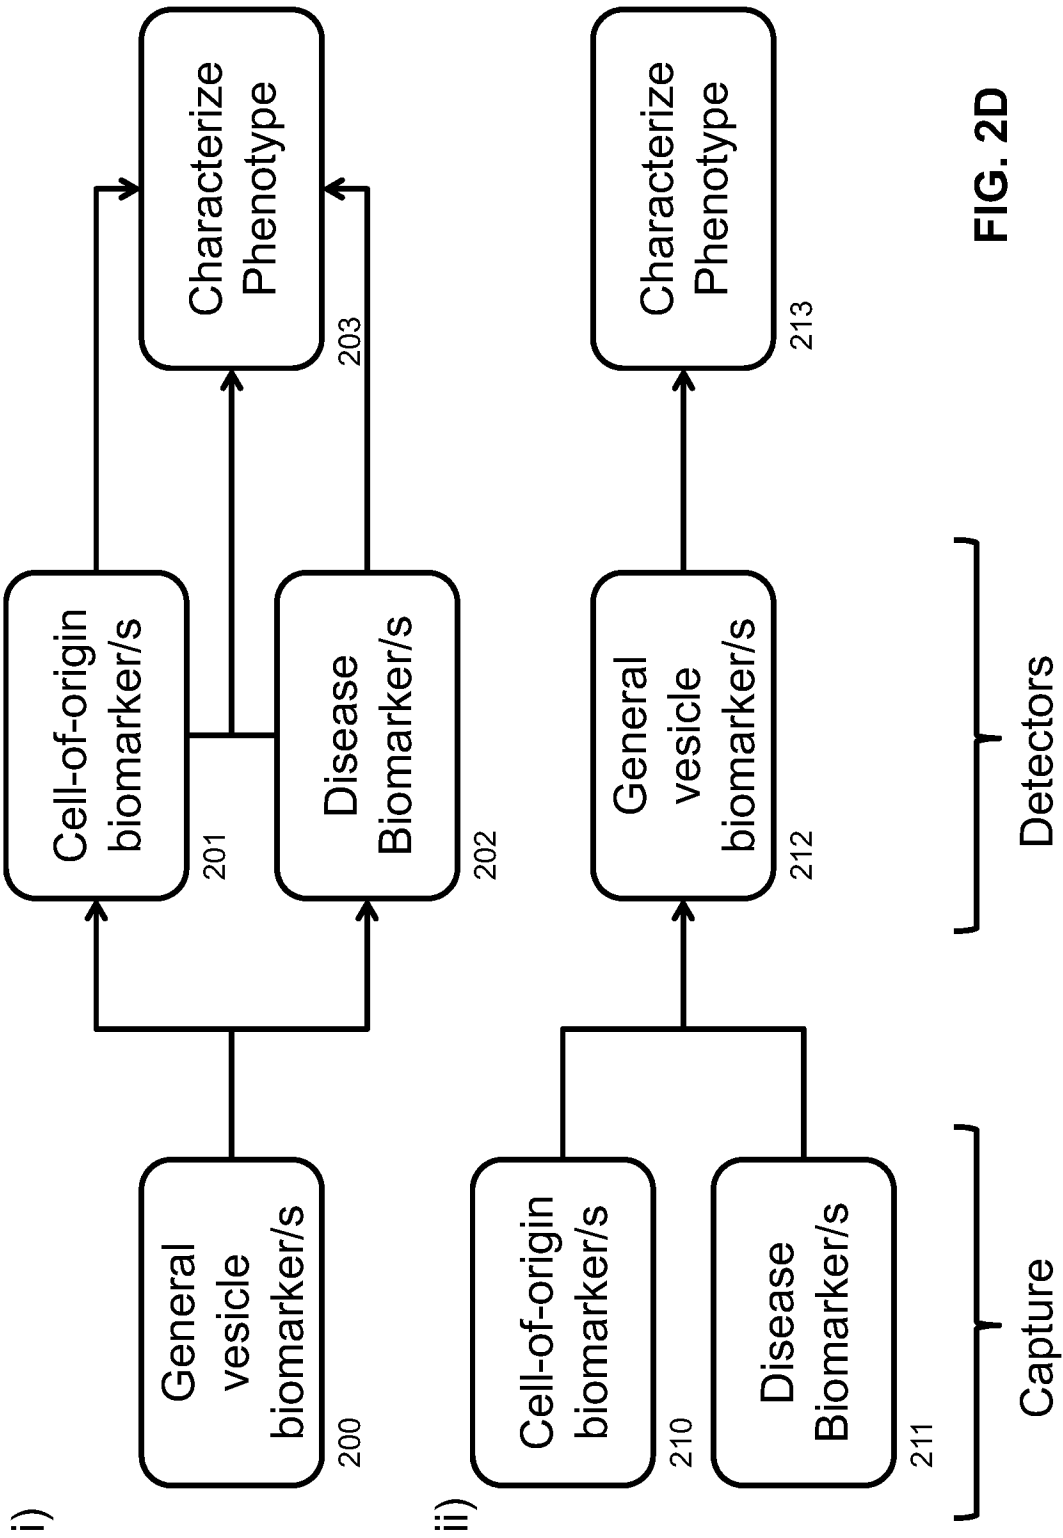 i)
General
vesicle
biomarker/s
200
Cell-of-origin
biomarker/s
201
Disease
Biomarker/s
202
Characterize
Phenotype
203
ii)
Cell-of-origin
biomarker/s
210
Disease
Biomarker/s
211
General
vesicle
biomarker/s
212
Characterize
Phenotype
213
Capture
Detectors
FIG. 2D